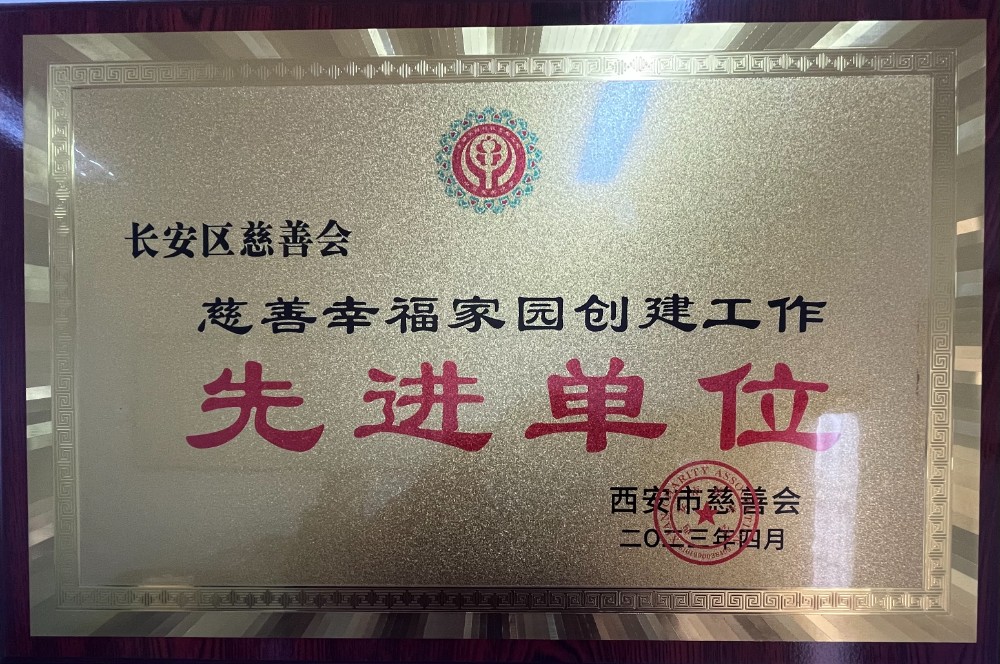 长安区慈善会
慈善幸福家园创建工作
先进单位
西安市慈善会
二〇二三年四月